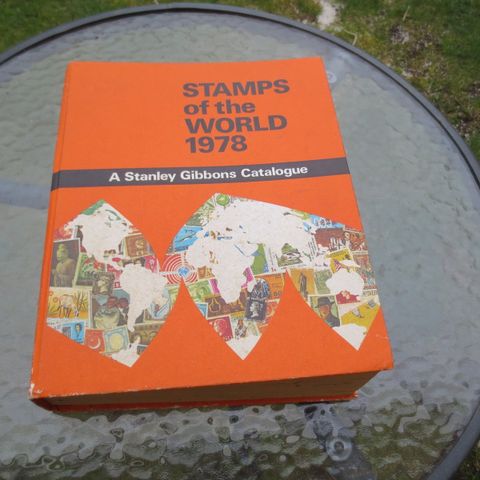 STAMPS
of the
WORLD
1978
A Stanley Gibbons Catalogue